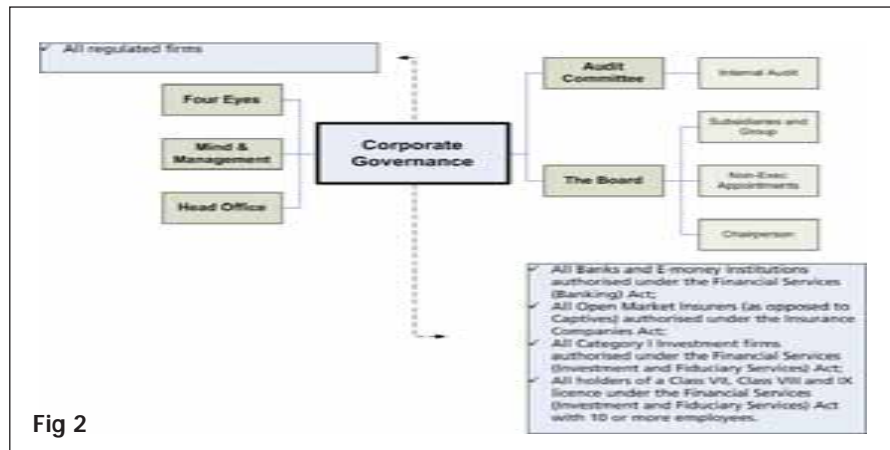 ✓ All regulated firms
Four Eyes
Mind &
Management
Head Office
Corporate
Governance
Audit
Committee
Internal Audit
The Board
Subsidiaries and
Group
Non-Exec
Appointments
Chairperson
✓ All Banks and E-money Institutions
authorised under the Financial Services
(Banking) Act;
✓ All Open Market Insurers (as opposed to
Captives) authorised under the Insurance
Companies Act;
✓ All Category I Investment firms
authorised under the Financial Services
(Investment and Fiduciary Services) Act;
✓ All holders of a Class VII, Class VIII and IX
licence under the Financial Services
(Investment and Fiduciary Services) Act
with 10 or more employees.
Fig 2